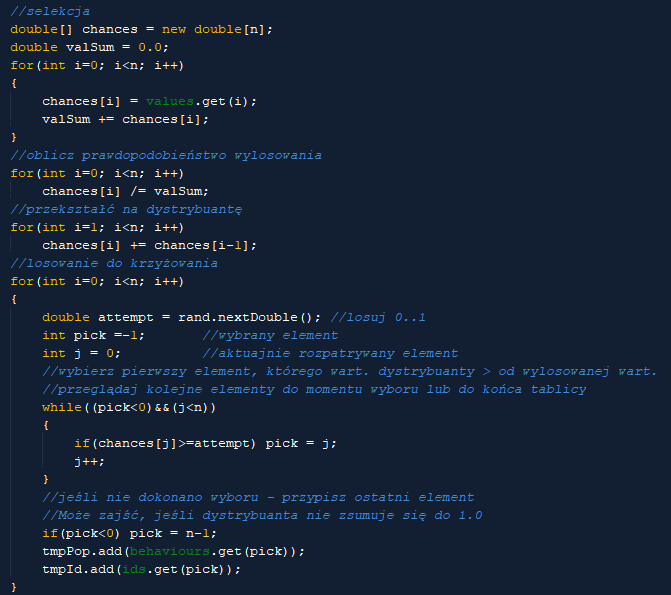 //selekcja
double[] chances = new double[n];
double valSum = 0.0;
for(int i=0; i<n; i++)
{
    chances[i] = values.get(i);
    valSum += chances[i];
}
//oblicz prawdopodobieństwo wylosowania
for(int i=0; i<n; i++)
    chances[i] /= valSum;
//przekształć na dystrybuantę
for(int i=1; i<n; i++)
    chances[i] += chances[i-1];
//losowanie do krzyżowania
for(int i=0; i<n; i++)
{
    double attempt = rand.nextDouble(); //losuj 0..1
    int pick =-1;       //wybrany element
    int j = 0;          //aktuajnie rozpatrywany element
    //wybierz pierwszy element, którego wart. dystrybuanty > od wylosowanej wart.
    //przeglądaj kolejne elementy do momentu wyboru lub do końca tablicy
    while((pick<0)&&(j<n))
    {
        if(chances[j]>=attempt) pick = j;
        j++;
    }
    //jeśli nie dokonano wyboru - przypisz ostatni element
    //Może zajść, jeśli dystrybuanta nie zsumuje się do 1.0
    if(pick<0) pick = n-1;
    tmpPop.add(behaviours.get(pick));
    tmpId.add(ids.get(pick));
}